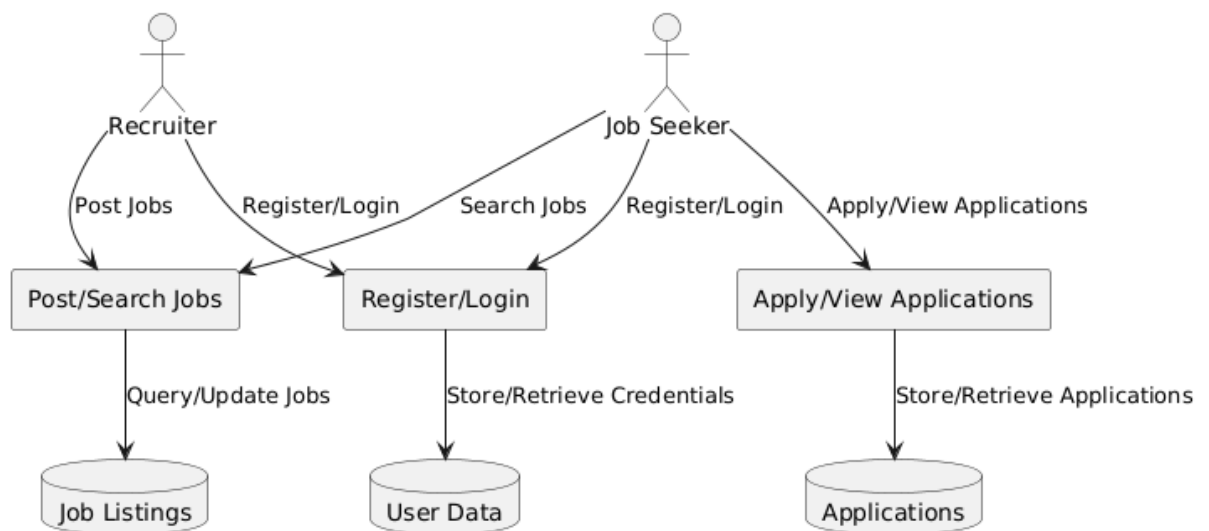 Recruiter
Job Seeker
Post Jobs
Register/Login
Search Jobs
Register/Login
Apply/View Applications
Post/Search Jobs
Register/Login
Apply/View Applications
Query/Update Jobs
Store/Retrieve Credentials
Store/Retrieve Applications
Job Listings
User Data
Applications